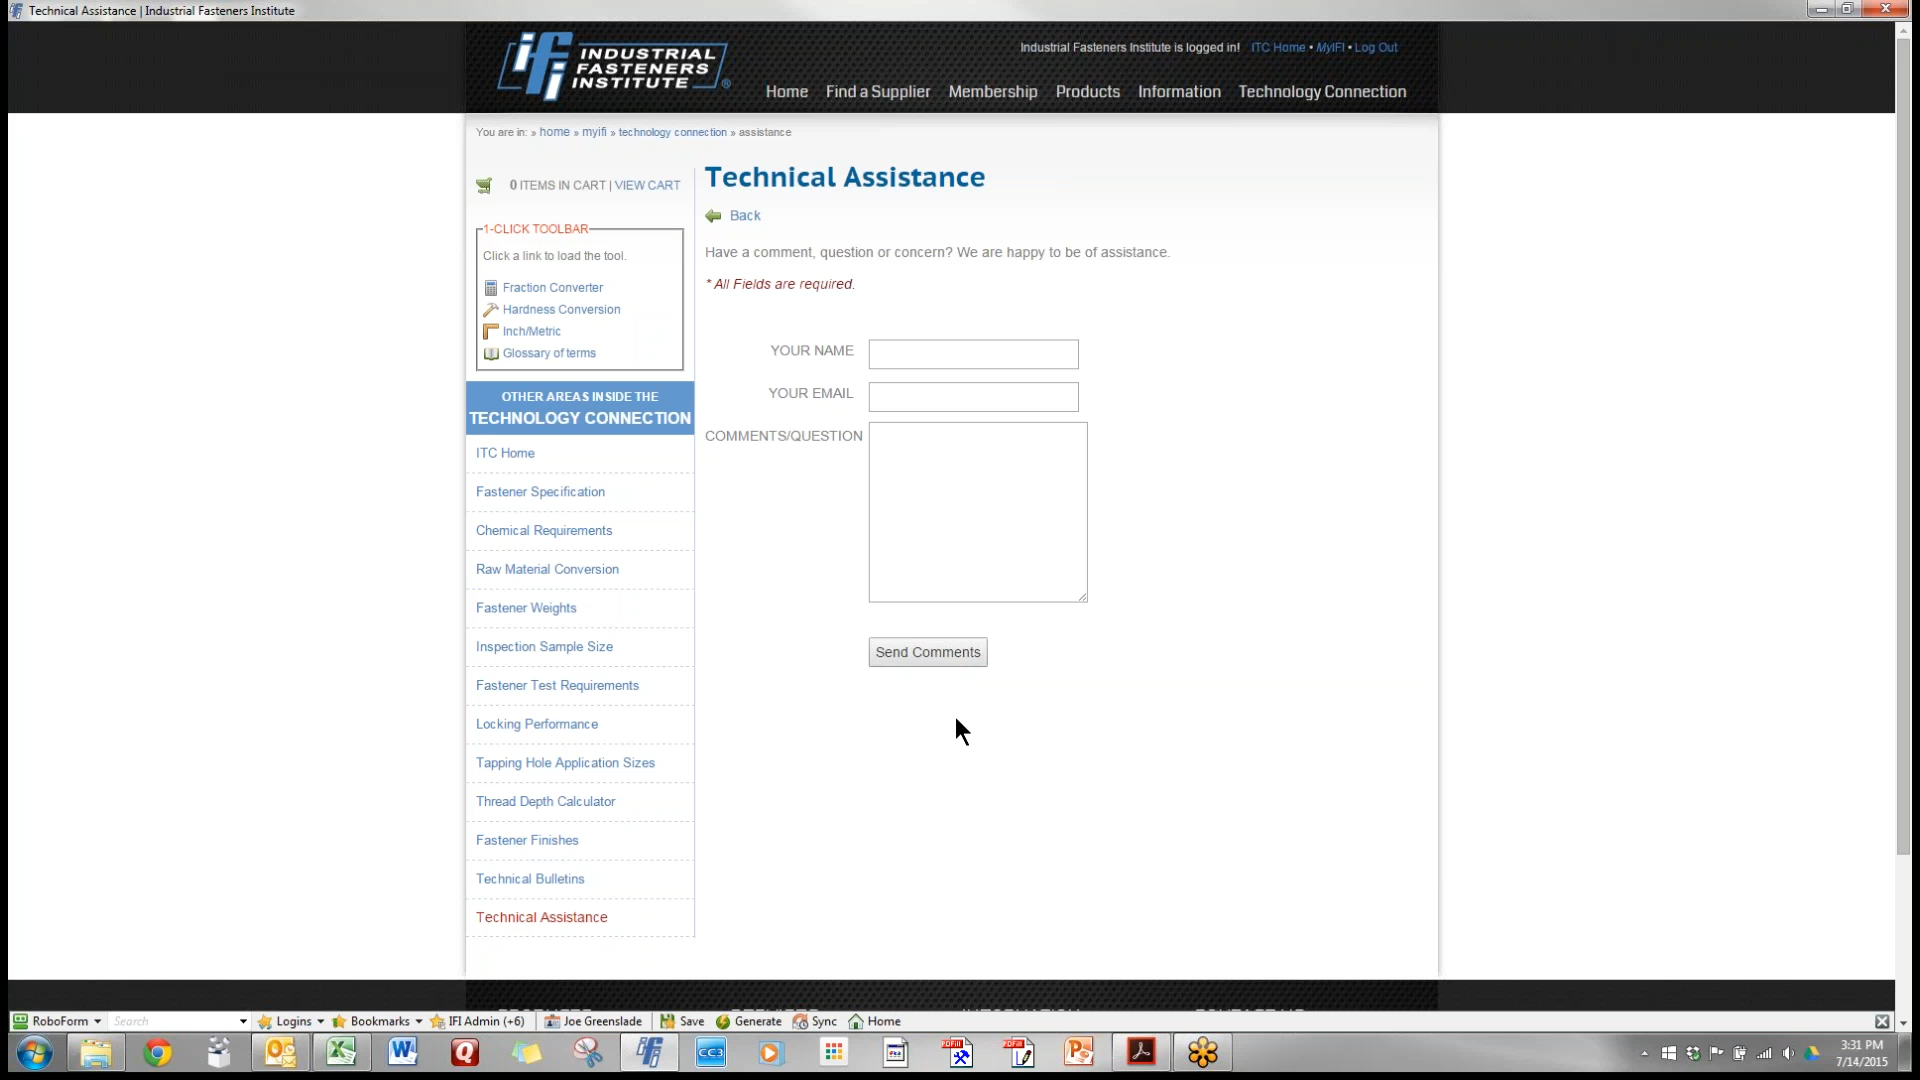 Technical Assistance | Industrial Fasteners Institute
ifi INDUSTRIAL FASTENERS INSTITUTE ®
Industrial Fasteners Institute is logged in! ITC Home • MyIFI • Log Out
Home Find a Supplier Membership Products Information Technology Connection
You are in: » home » myifi » technology connection » assistance
0 ITEMS IN CART | VIEW CART
1-CLICK TOOLBAR
Click a link to load the tool.
Fraction Converter
Hardness Conversion
Inch/Metric
Glossary of terms
OTHER AREAS INSIDE THE
TECHNOLOGY CONNECTION
ITC Home
Fastener Specification
Chemical Requirements
Raw Material Conversion
Fastener Weights
Inspection Sample Size
Fastener Test Requirements
Locking Performance
Tapping Hole Application Sizes
Thread Depth Calculator
Fastener Finishes
Technical Bulletins
Technical Assistance
Technical Assistance
Back
Have a comment, question or concern? We are happy to be of assistance.
* All Fields are required.
YOUR NAME
YOUR EMAIL
COMMENTS/QUESTION
Send Comments
RoboForm Search Logins Bookmarks IFI Admin (+6) Joe Greenslade Save Generate Sync Home
CC3
3:31 PM
7/14/2015